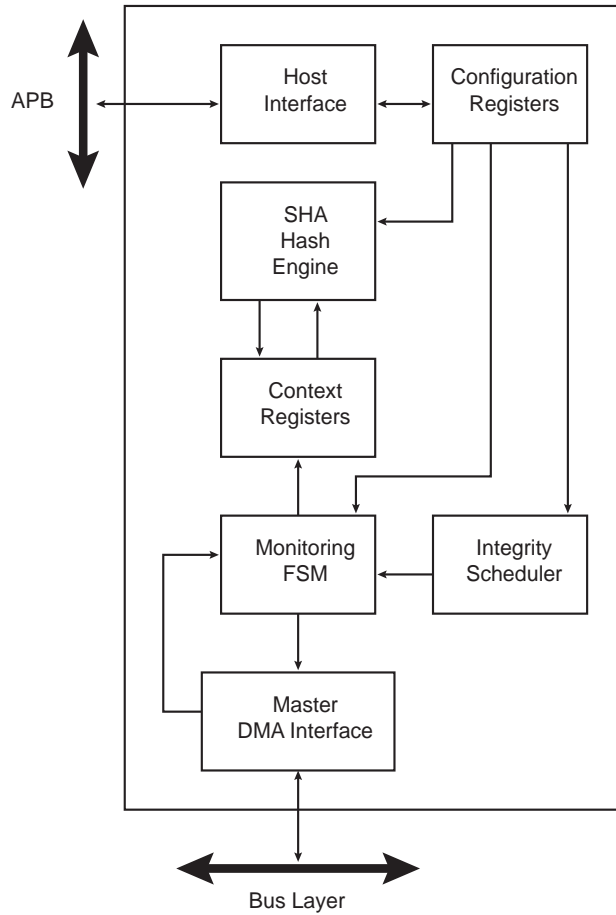 APB
Host
Interface
Configuration
Registers
SHA
Hash
Engine
Context
Registers
Monitoring
FSM
Integrity
Scheduler
Master
DMA Interface
Bus Layer